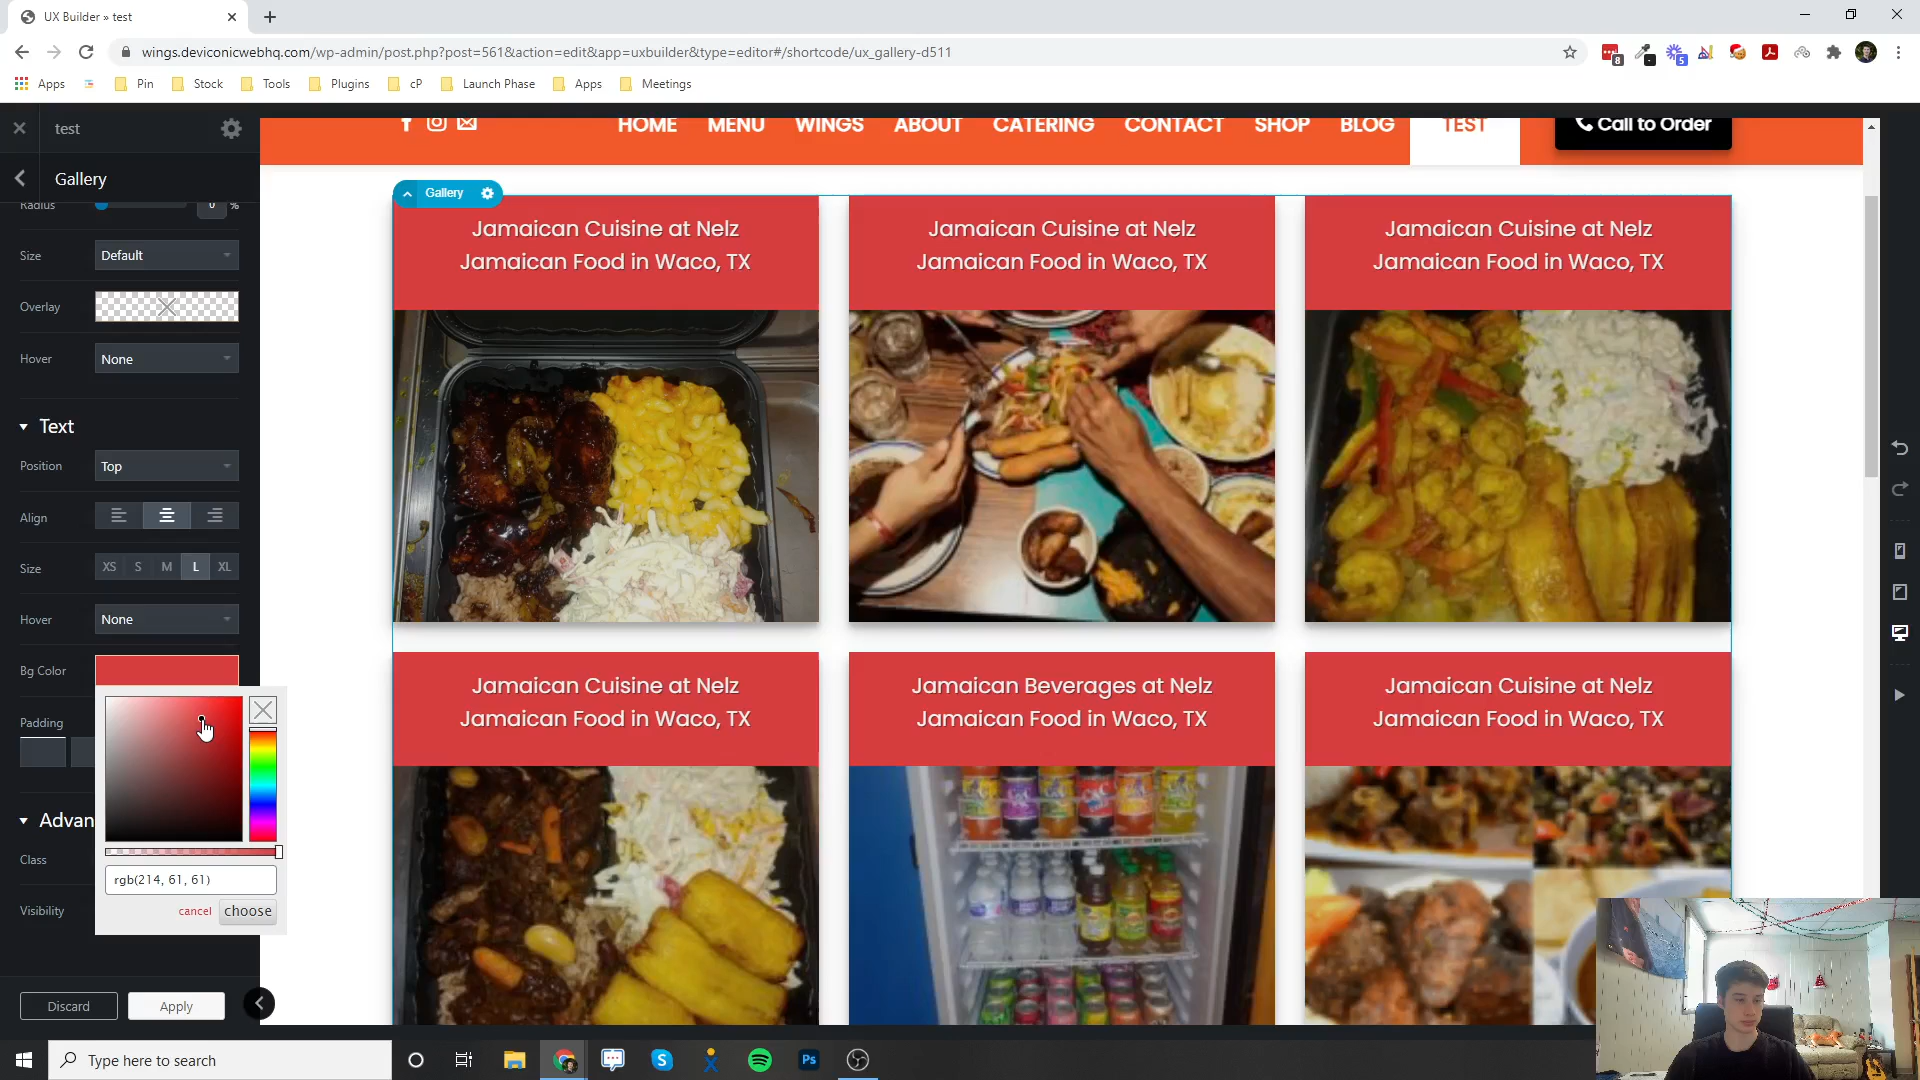 UX Builder » test
wings.deviconicwebhq.com/wp-admin/post.php?post=561&action=edit&app=uxbuilder&type=editor#/shortcode/ux_gallery-d511
8
5
Apps
Pin
Stock
Tools
Plugins
cP
Launch Phase
Apps
Meetings
test
HOME
MENU
WINGS
ABOUT
CATERING
CONTACT
SHOP
BLOG
TEST
Call to Order
Gallery
Gallery
Radius
0
%
Size
Default
Overlay
Hover
None
Text
Position
Top
Align
Size
XS
S
M
L
XL
Hover
None
Bg Color
Padding
Advan
Class
rgb(214, 61, 61)
Visibility
cancel
choose
Discard
Apply
Jamaican Cuisine at Nelz
Jamaican Food in Waco, TX
Jamaican Cuisine at Nelz
Jamaican Food in Waco, TX
Jamaican Cuisine at Nelz
Jamaican Food in Waco, TX
Jamaican Cuisine at Nelz
Jamaican Food in Waco, TX
Jamaican Beverages at Nelz
Jamaican Food in Waco, TX
Jamaican Cuisine at Nelz
Jamaican Food in Waco, TX
Type here to search
S
Ps